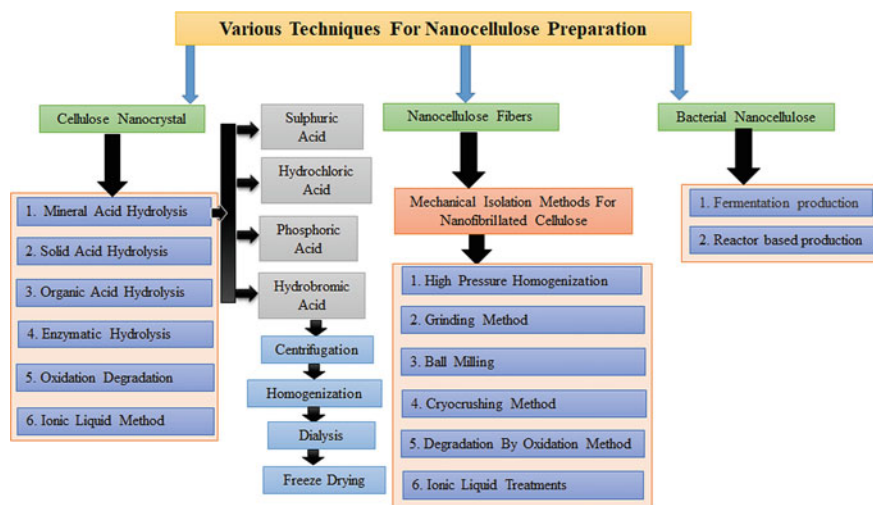 Various Techniques For Nanocellulose Preparation
Cellulose Nanocrystal
1. Mineral Acid Hydrolysis
2. Solid Acid Hydrolysis
3. Organic Acid Hydrolysis
4. Enzymatic Hydrolysis
5. Oxidation Degradation
6. Ionic Liquid Method
Sulphuric
Acid
Hydrochloric
Acid
Phosphoric
Acid
Hydrobromic
Acid
Centrifugation
Homogenization
Dialysis
Freeze Drying
Nanocellulose Fibers
Mechanical Isolation Methods For
Nanofibrillated Cellulose
1. High Pressure Homogenization
2. Grinding Method
3. Ball Milling
4. Cryocrushing Method
5. Degradation By Oxidation Method
6. Ionic Liquid Treatments
Bacterial Nanocellulose
1. Fermentation production
2. Reactor based production